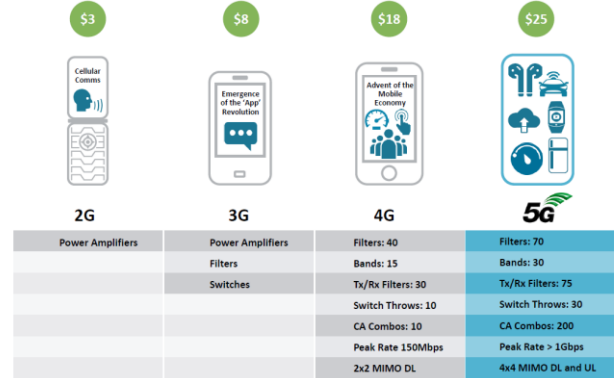 $3
$8
$18
$25
Cellular
Comms
Emergence
of the 'App'
Revolution
Advent of the
Mobile
Economy
2G
3G
4G
5G
Power Amplifiers
Power Amplifiers
Filters: 40
Filters: 70
Filters
Bands: 15
Bands: 30
Switches
Tx/Rx Filters: 30
Tx/Rx Filters: 75
Switch Throws: 10
Switch Throws: 30
CA Combos: 10
CA Combos: 200
Peak Rate 150Mbps
Peak Rate > 1Gbps
2x2 MIMO DL
4x4 MIMO DL and UL